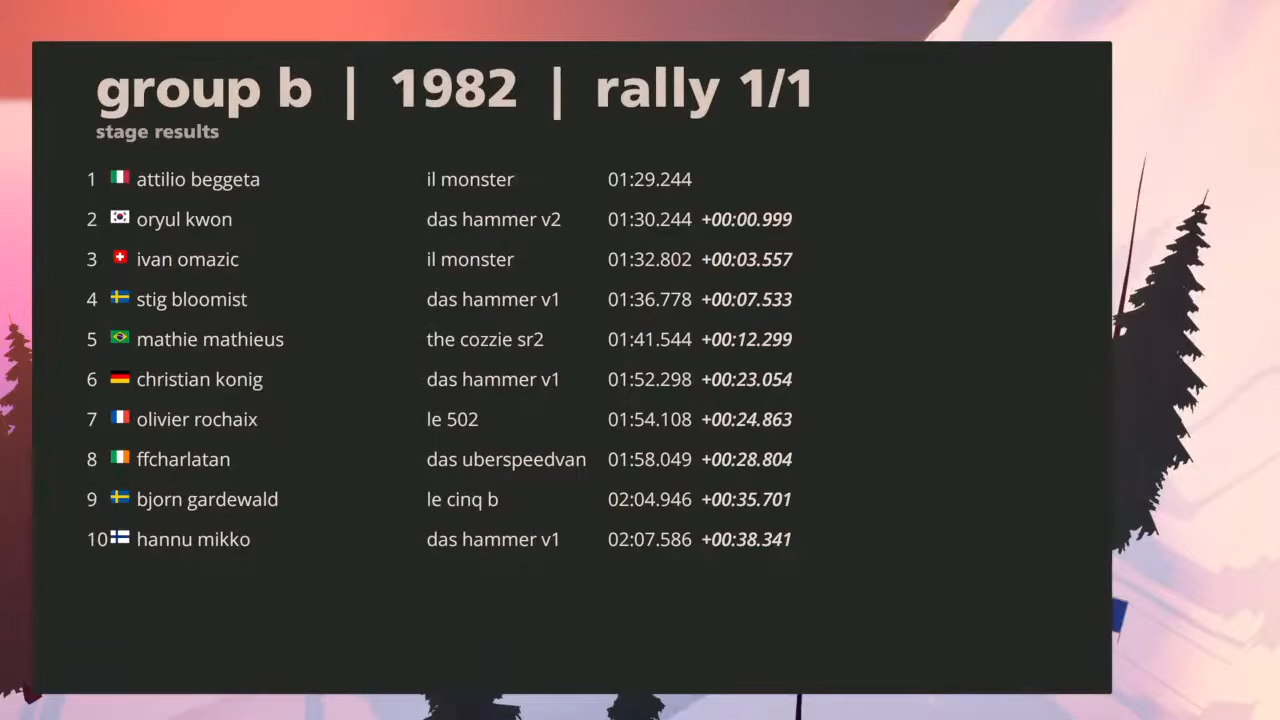 group b | 1982 | rally 1/1
stage results
1 attilio beggeta il monster 01:29.244
2 oryul kwon das hammer v2 01:30.244 +00:00.999
3 ivan omazic il monster 01:32.802 +00:03.557
4 stig bloomist das hammer v1 01:36.778 +00:07.533
5 mathie mathieus the cozzie sr2 01:41.544 +00:12.299
6 christian konig das hammer v1 01:52.298 +00:23.054
7 olivier rochaix le 502 01:54.108 +00:24.863
8 ffcharlatan das uberspeedvan 01:58.049 +00:28.804
9 bjorn gardewald le cinq b 02:04.946 +00:35.701
10 hannu mikko das hammer v1 02:07.586 +00:38.341